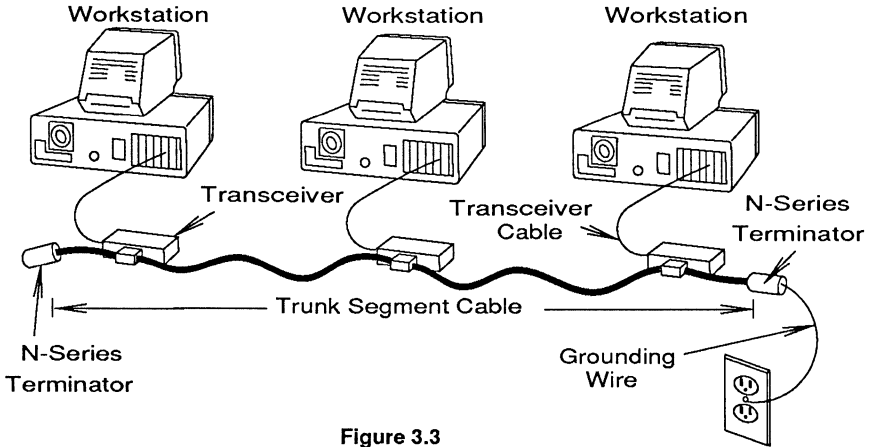 Workstation
Workstation
Workstation
Transceiver
Transceiver
Cable
N-Series
Terminator
Trunk Segment Cable
N-Series
Terminator
Grounding
Wire
Figure 3.3